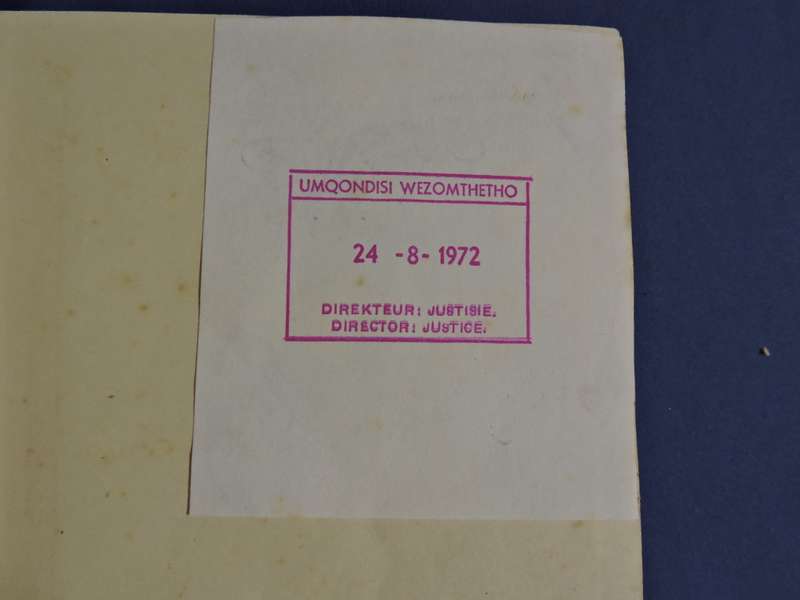 UMQONDISI WEZOMTHETHO
24 -8- 1972
DIREKTEUR: JUSTISIE.
DIRECTOR: JUSTICE.